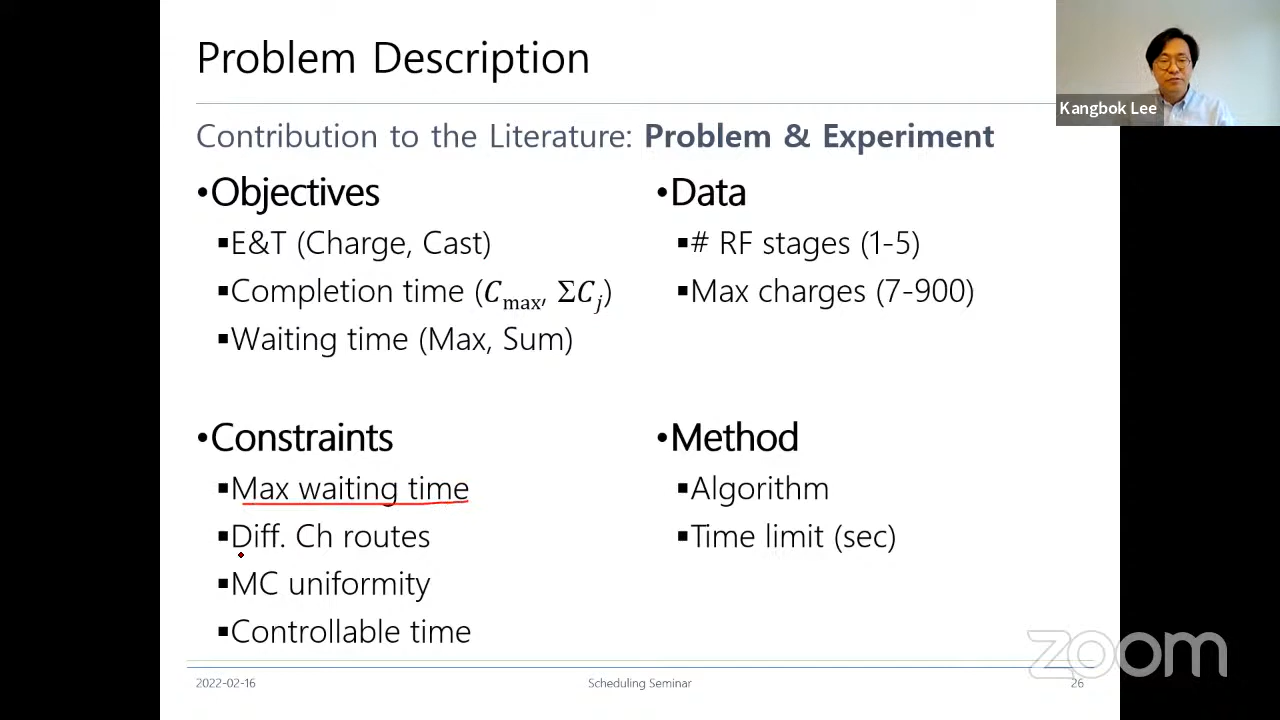 Problem Description
Kangbok Lee
Contribution to the Literature: Problem & Experiment
•Objectives
▪E&T (Charge, Cast)
▪Completion time (C_max, ΣC_j)
▪Waiting time (Max, Sum)
•Data
▪# RF stages (1-5)
▪Max charges (7-900)
•Constraints
▪Max waiting time
▪Diff. Ch routes
▪MC uniformity
▪Controllable time
•Method
▪Algorithm
▪Time limit (sec)
zoom
2022-02-16
Scheduling Seminar
26